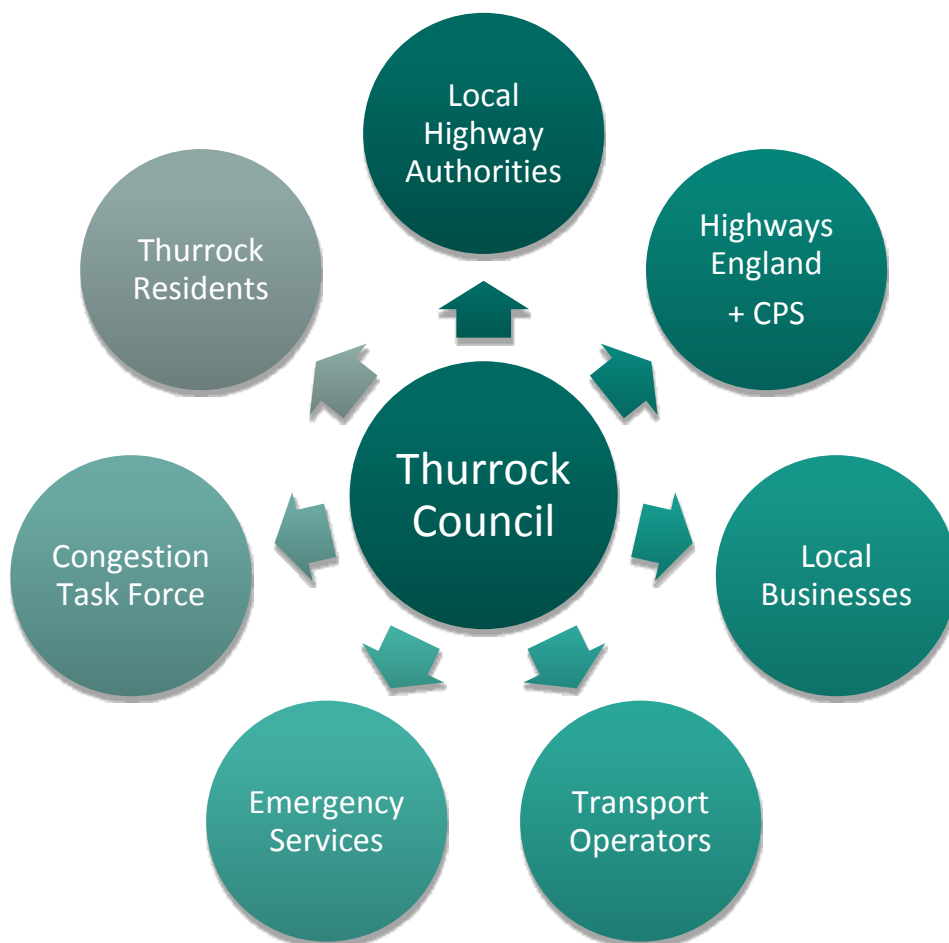 Local
Highway
Authorities
Thurrock
Residents
Highways
England
+ CPS
Thurrock
Council
Congestion
Task Force
Local
Businesses
Emergency
Services
Transport
Operators